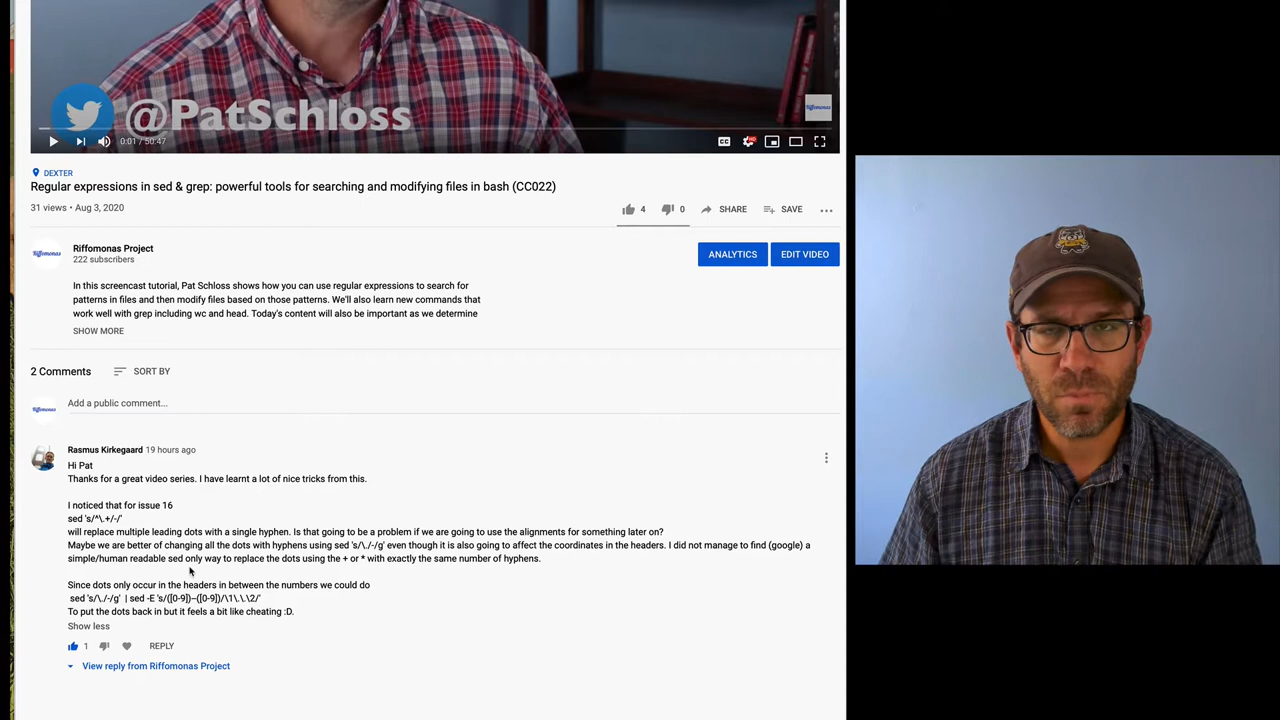 @PatSchloss
Riffomonas
0:01 / 50:47
CC
HD
DEXTER
Regular expressions in sed & grep: powerful tools for searching and modifying files in bash (CC022)
31 views • Aug 3, 2020
4
0
SHARE
SAVE
Riffomonas
Riffomonas Project
222 subscribers
ANALYTICS
EDIT VIDEO
In this screencast tutorial, Pat Schloss shows how you can use regular expressions to search for
patterns in files and then modify files based on those patterns. We'll also learn new commands that
work well with grep including wc and head. Today's content will also be important as we determine
SHOW MORE
2 Comments
SORT BY
Riffomonas
Add a public comment...
Rasmus Kirkegaard 19 hours ago
Hi Pat
Thanks for a great video series. I have learnt a lot of nice tricks from this.
I noticed that for issue 16
sed 's/^\.+/-/'
will replace multiple leading dots with a single hyphen. Is that going to be a problem if we are going to use the alignments for something later on?
Maybe we are better of changing all the dots with hyphens using sed 's/\./-/g' even though it is also going to affect the coordinates in the headers. I did not manage to find (google) a
simple/human readable sed only way to replace the dots using the + or * with exactly the same number of hyphens.
Since dots only occur in the headers in between the numbers we could do
sed 's/\./-/g' | sed -E 's/([0-9])--([0-9])/\1\.\.\2/'
To put the dots back in but it feels a bit like cheating :D.
Show less
1
REPLY
View reply from Riffomonas Project